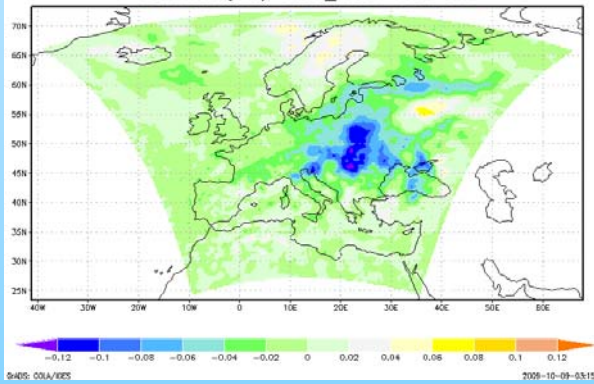 70N
65N
60N
55N
50N
45N
40N
35N
30N
25N
40W 30W 20W 10W 0 10E 20E 30E 40E 50E 60E
-0.12 -0.1 -0.08 -0.06 -0.04 -0.02 0 0.02 0.04 0.06 0.08 0.1 0.12
GrADS: COLA/IGES 2009-10-09-03:15